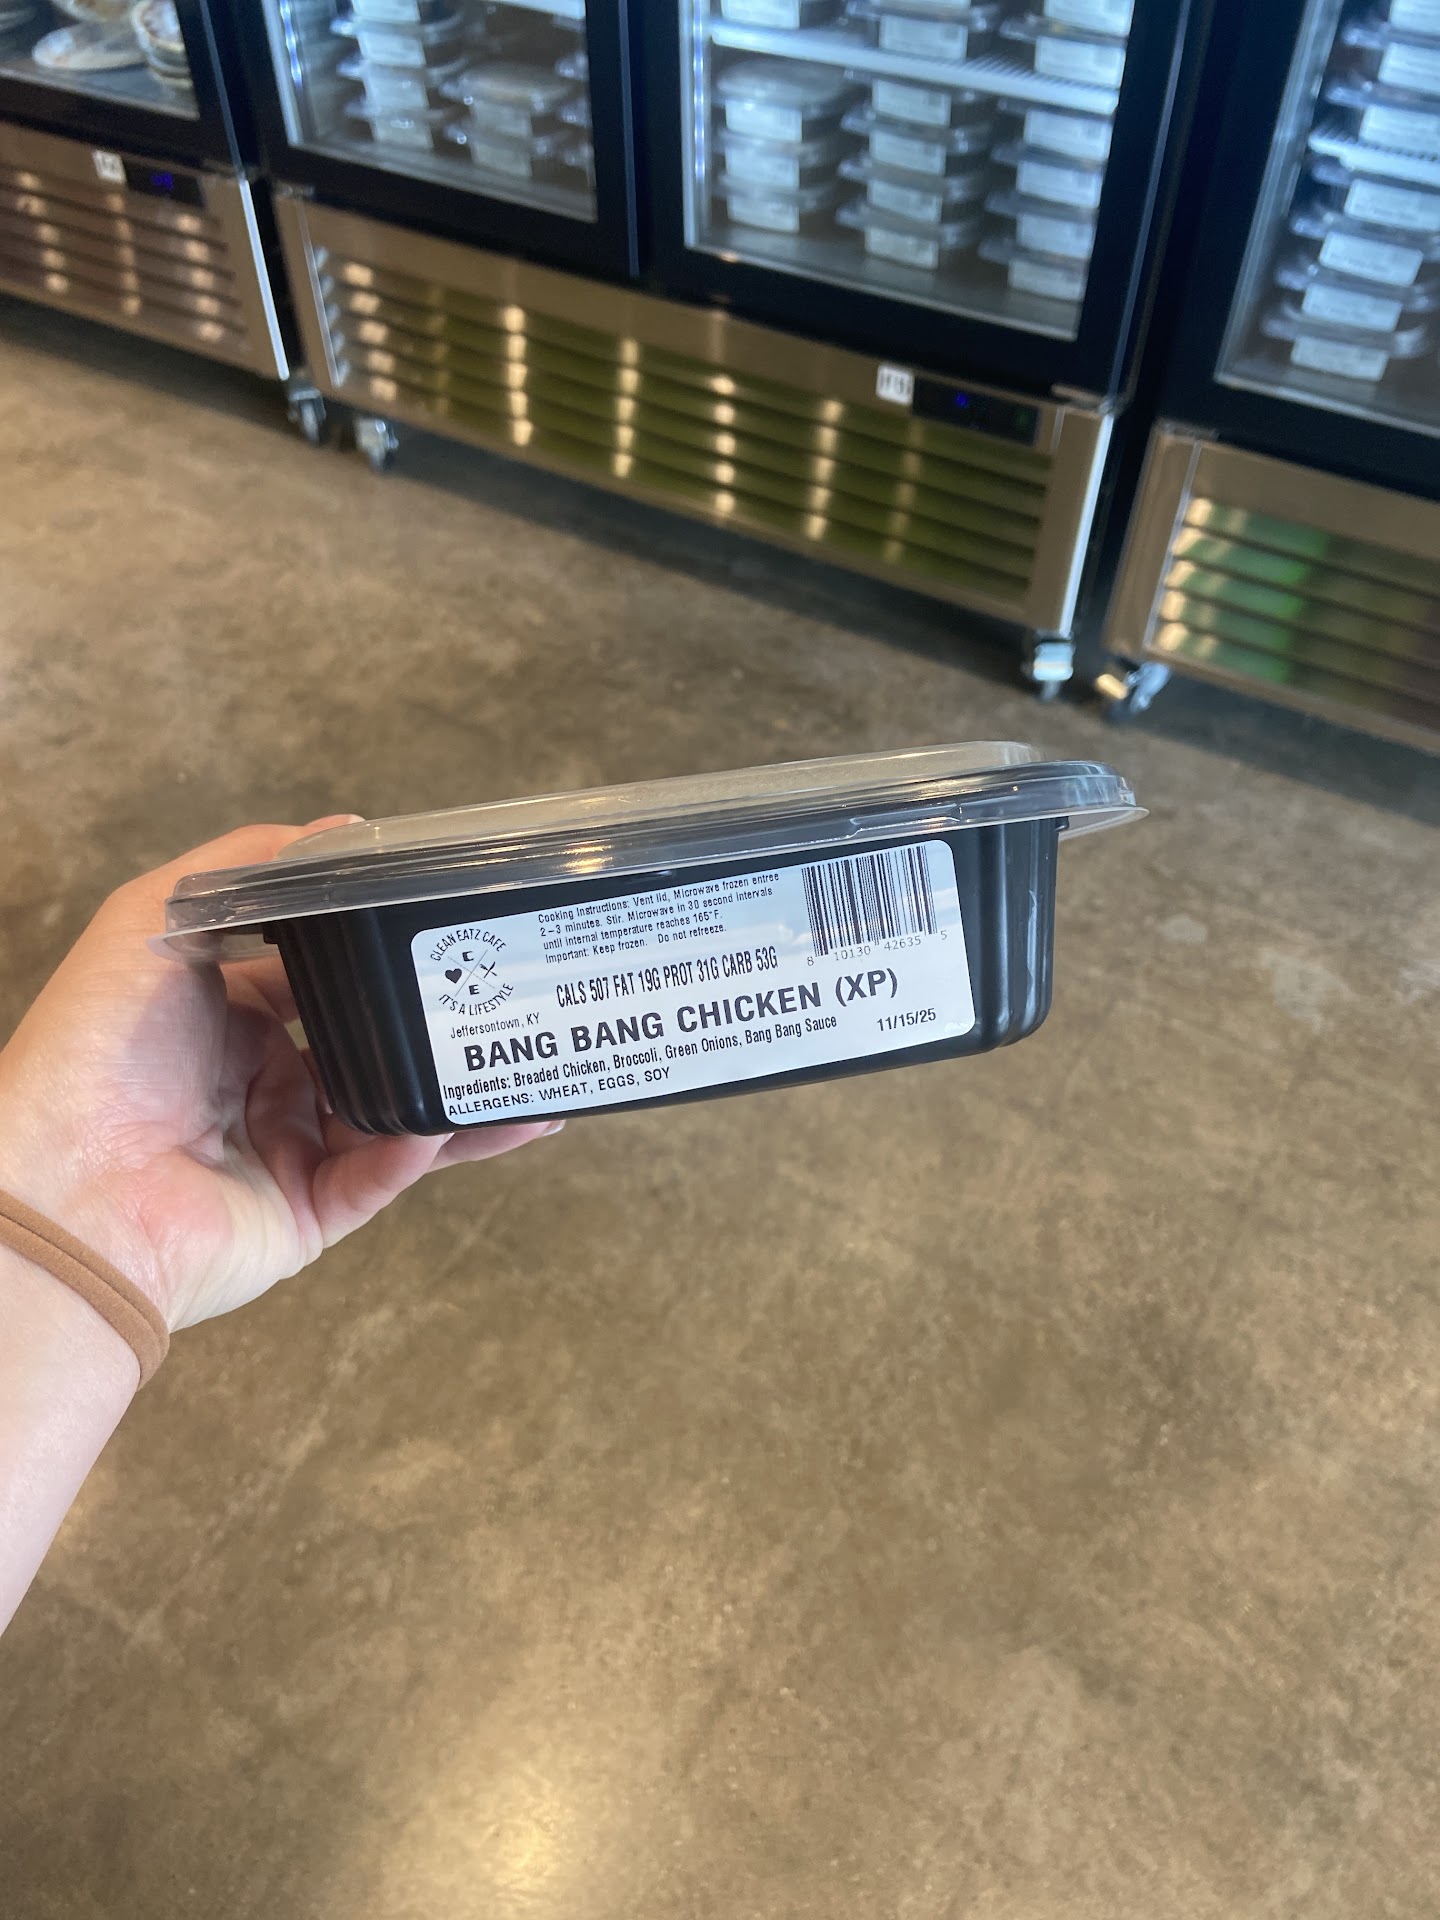 Cooking Instructions: Vent lid, Microwave frozen entree
2-3 minutes. Stir. Microwave in 30 second intervals
until internal temperature reaches 165°F.
Important: Keep frozen. Do not refreeze.
CLEAN EATZ CAFE
C
E
IT'S A LIFESTYLE
Jeffersontown, KY
CALS 507 FAT 19G PROT 31G CARB 53G
8 10130 42635 5
BANG BANG CHICKEN (XP)
Ingredients: Breaded Chicken, Broccoli, Green Onions, Bang Bang Sauce
11/15/25
ALLERGENS: WHEAT, EGGS, SOY